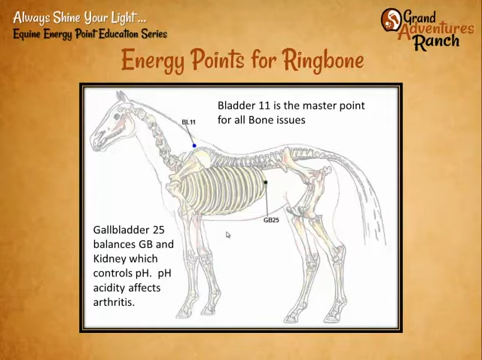 Always Shine Your Light...
Equine Energy Point Education Series
Grand
Adventures
Ranch
Energy Points for Ringbone
Bladder 11 is the master point
for all Bone issues
BL11
GB25
Gallbladder 25
balances GB and
Kidney which
controls pH.  pH
acidity affects
arthritis.